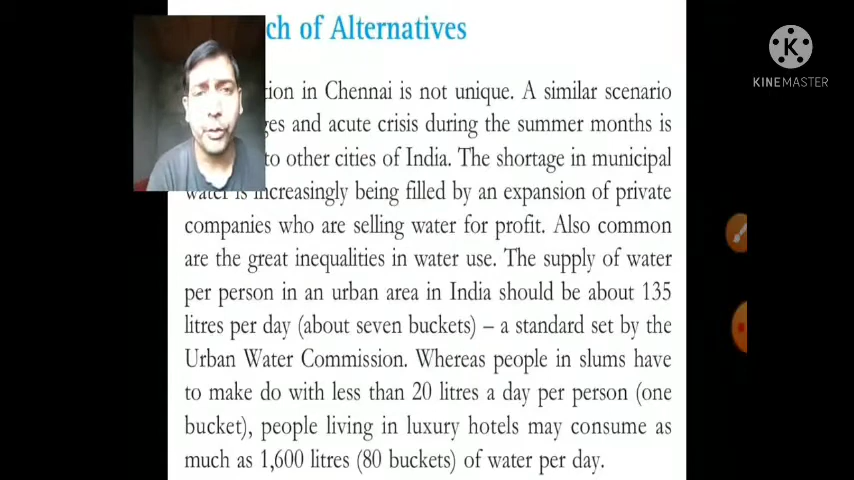 ch of Alternatives
tion in Chennai is not unique. A similar scenario
ges and acute crisis during the summer months is
to other cities of India. The shortage in municipal
water is increasingly being filled by an expansion of private
companies who are selling water for profit. Also common
are the great inequalities in water use. The supply of water
per person in an urban area in India should be about 135
litres per day (about seven buckets) – a standard set by the
Urban Water Commission. Whereas people in slums have
to make do with less than 20 litres a day per person (one
bucket), people living in luxury hotels may consume as
much as 1,600 litres (80 buckets) of water per day.
K
KINEMASTER